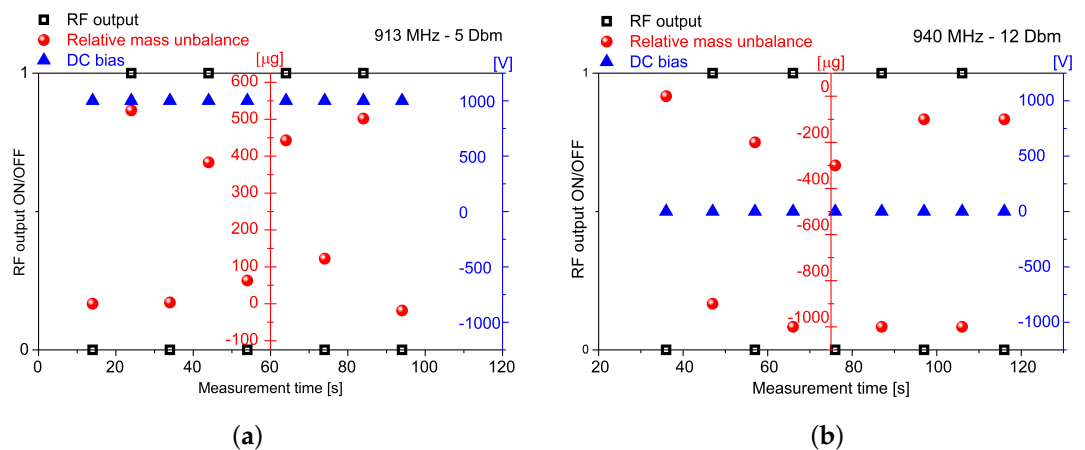 RF output
Relative mass unbalance
DC bias
913 MHz - 5 Dbm
[µg]
[V]
RF output ON/OFF
1
0
600
500
400
300
200
100
0
-100
1000
500
0
-500
-1000
0 20 40 60 80 100 120
Measurement time [s]
(a)
RF output
Relative mass unbalance
DC bias
940 MHz - 12 Dbm
[µg]
[V]
RF output ON/OFF
1
0
0
-200
-400
-600
-800
-1000
1000
500
0
-500
-1000
20 40 60 80 100 120
Measurement time [s]
(b)